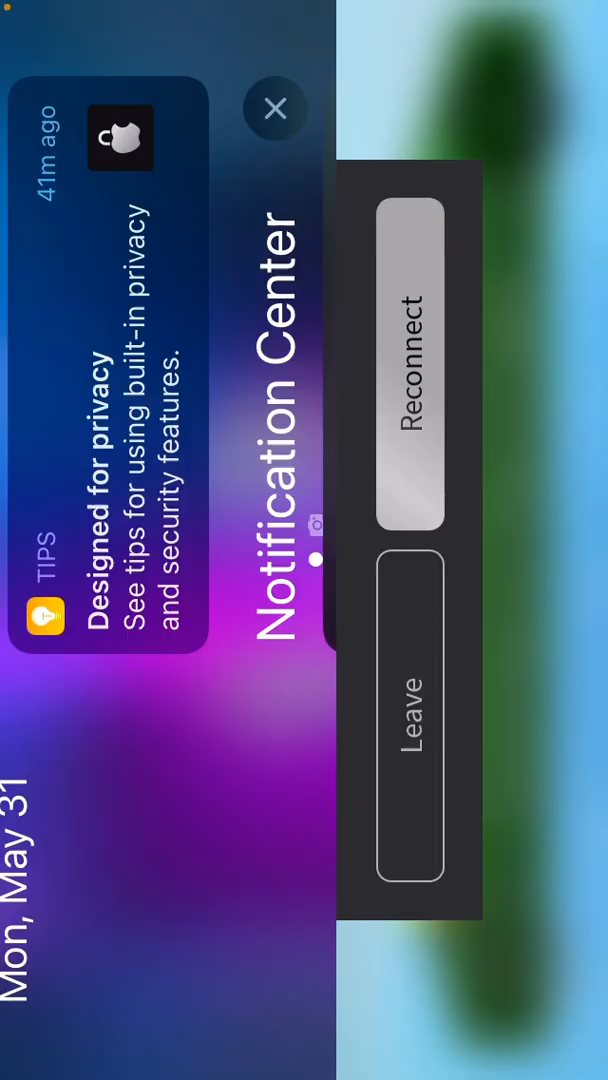 Mon, May 31
TIPS
41m ago
Designed for privacy
See tips for using built-in privacy
and security features.
Notification Center
Leave
Reconnect